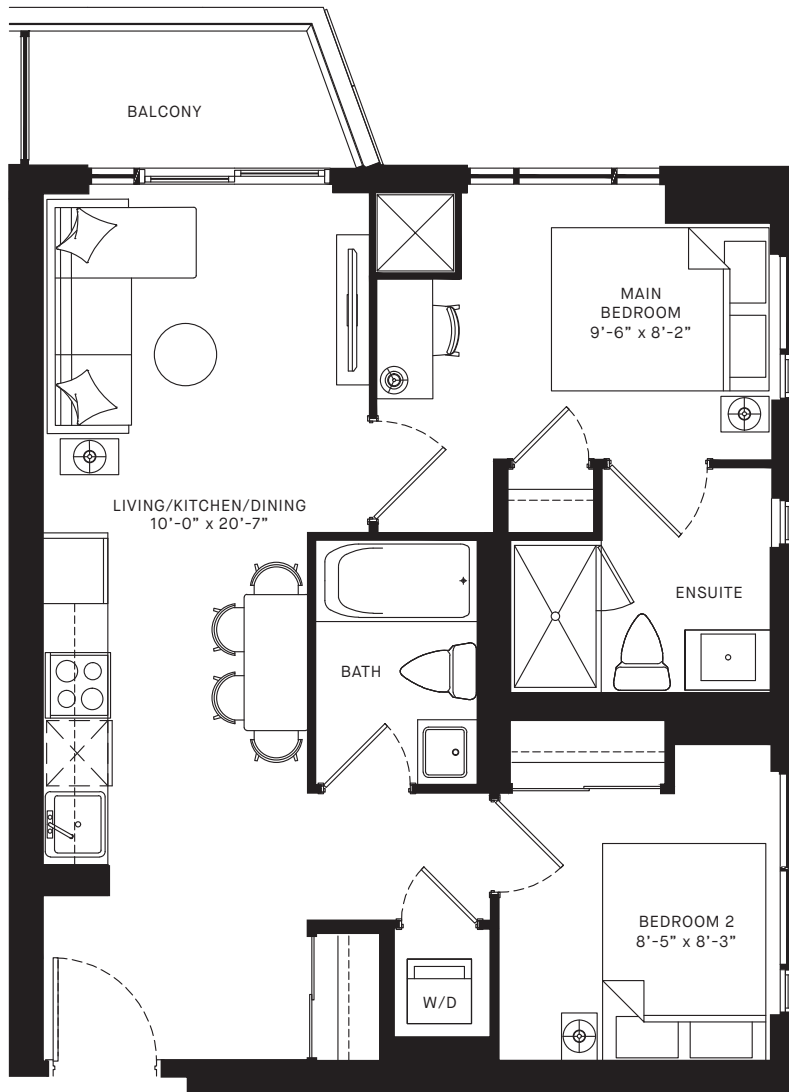 BALCONY
MAIN
BEDROOM
9'-6” x 8'-2”
LIVING/KITCHEN/DINING
10'-0” x 20'-7”
ENSUITE
BATH
BEDROOM 2
8'-5” x 8'-3”
W/D